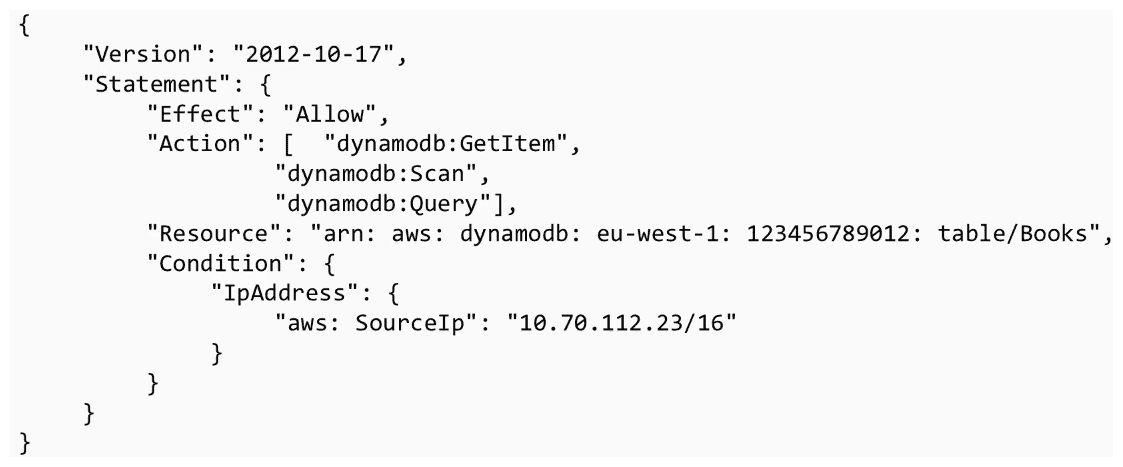 {
     "Version": "2012-10-17",
     "Statement": {
          "Effect": "Allow",
          "Action": [  "dynamodb:GetItem",
                    "dynamodb:Scan",
                    "dynamodb:Query"],
          "Resource": "arn: aws: dynamodb: eu-west-1: 123456789012: table/Books",
          "Condition": {
               "IpAddress": {
                    "aws: SourceIp": "10.70.112.23/16"
               }
          }
     }
}